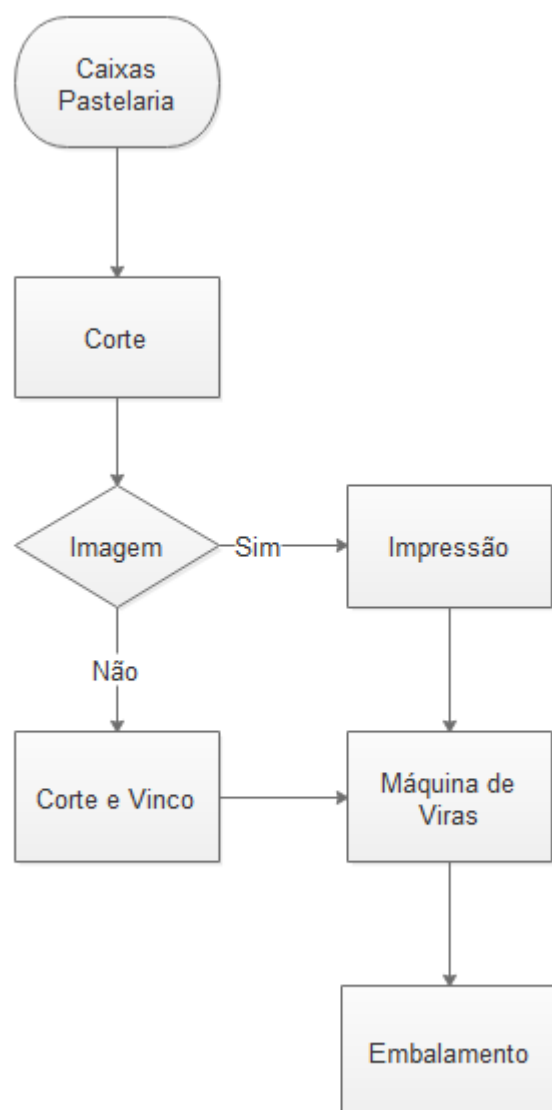 Caixas
Pastelaria
Corte
Imagem
Sim
Impressão
Não
Corte e Vinco
Máquina de
Viras
Embalamento